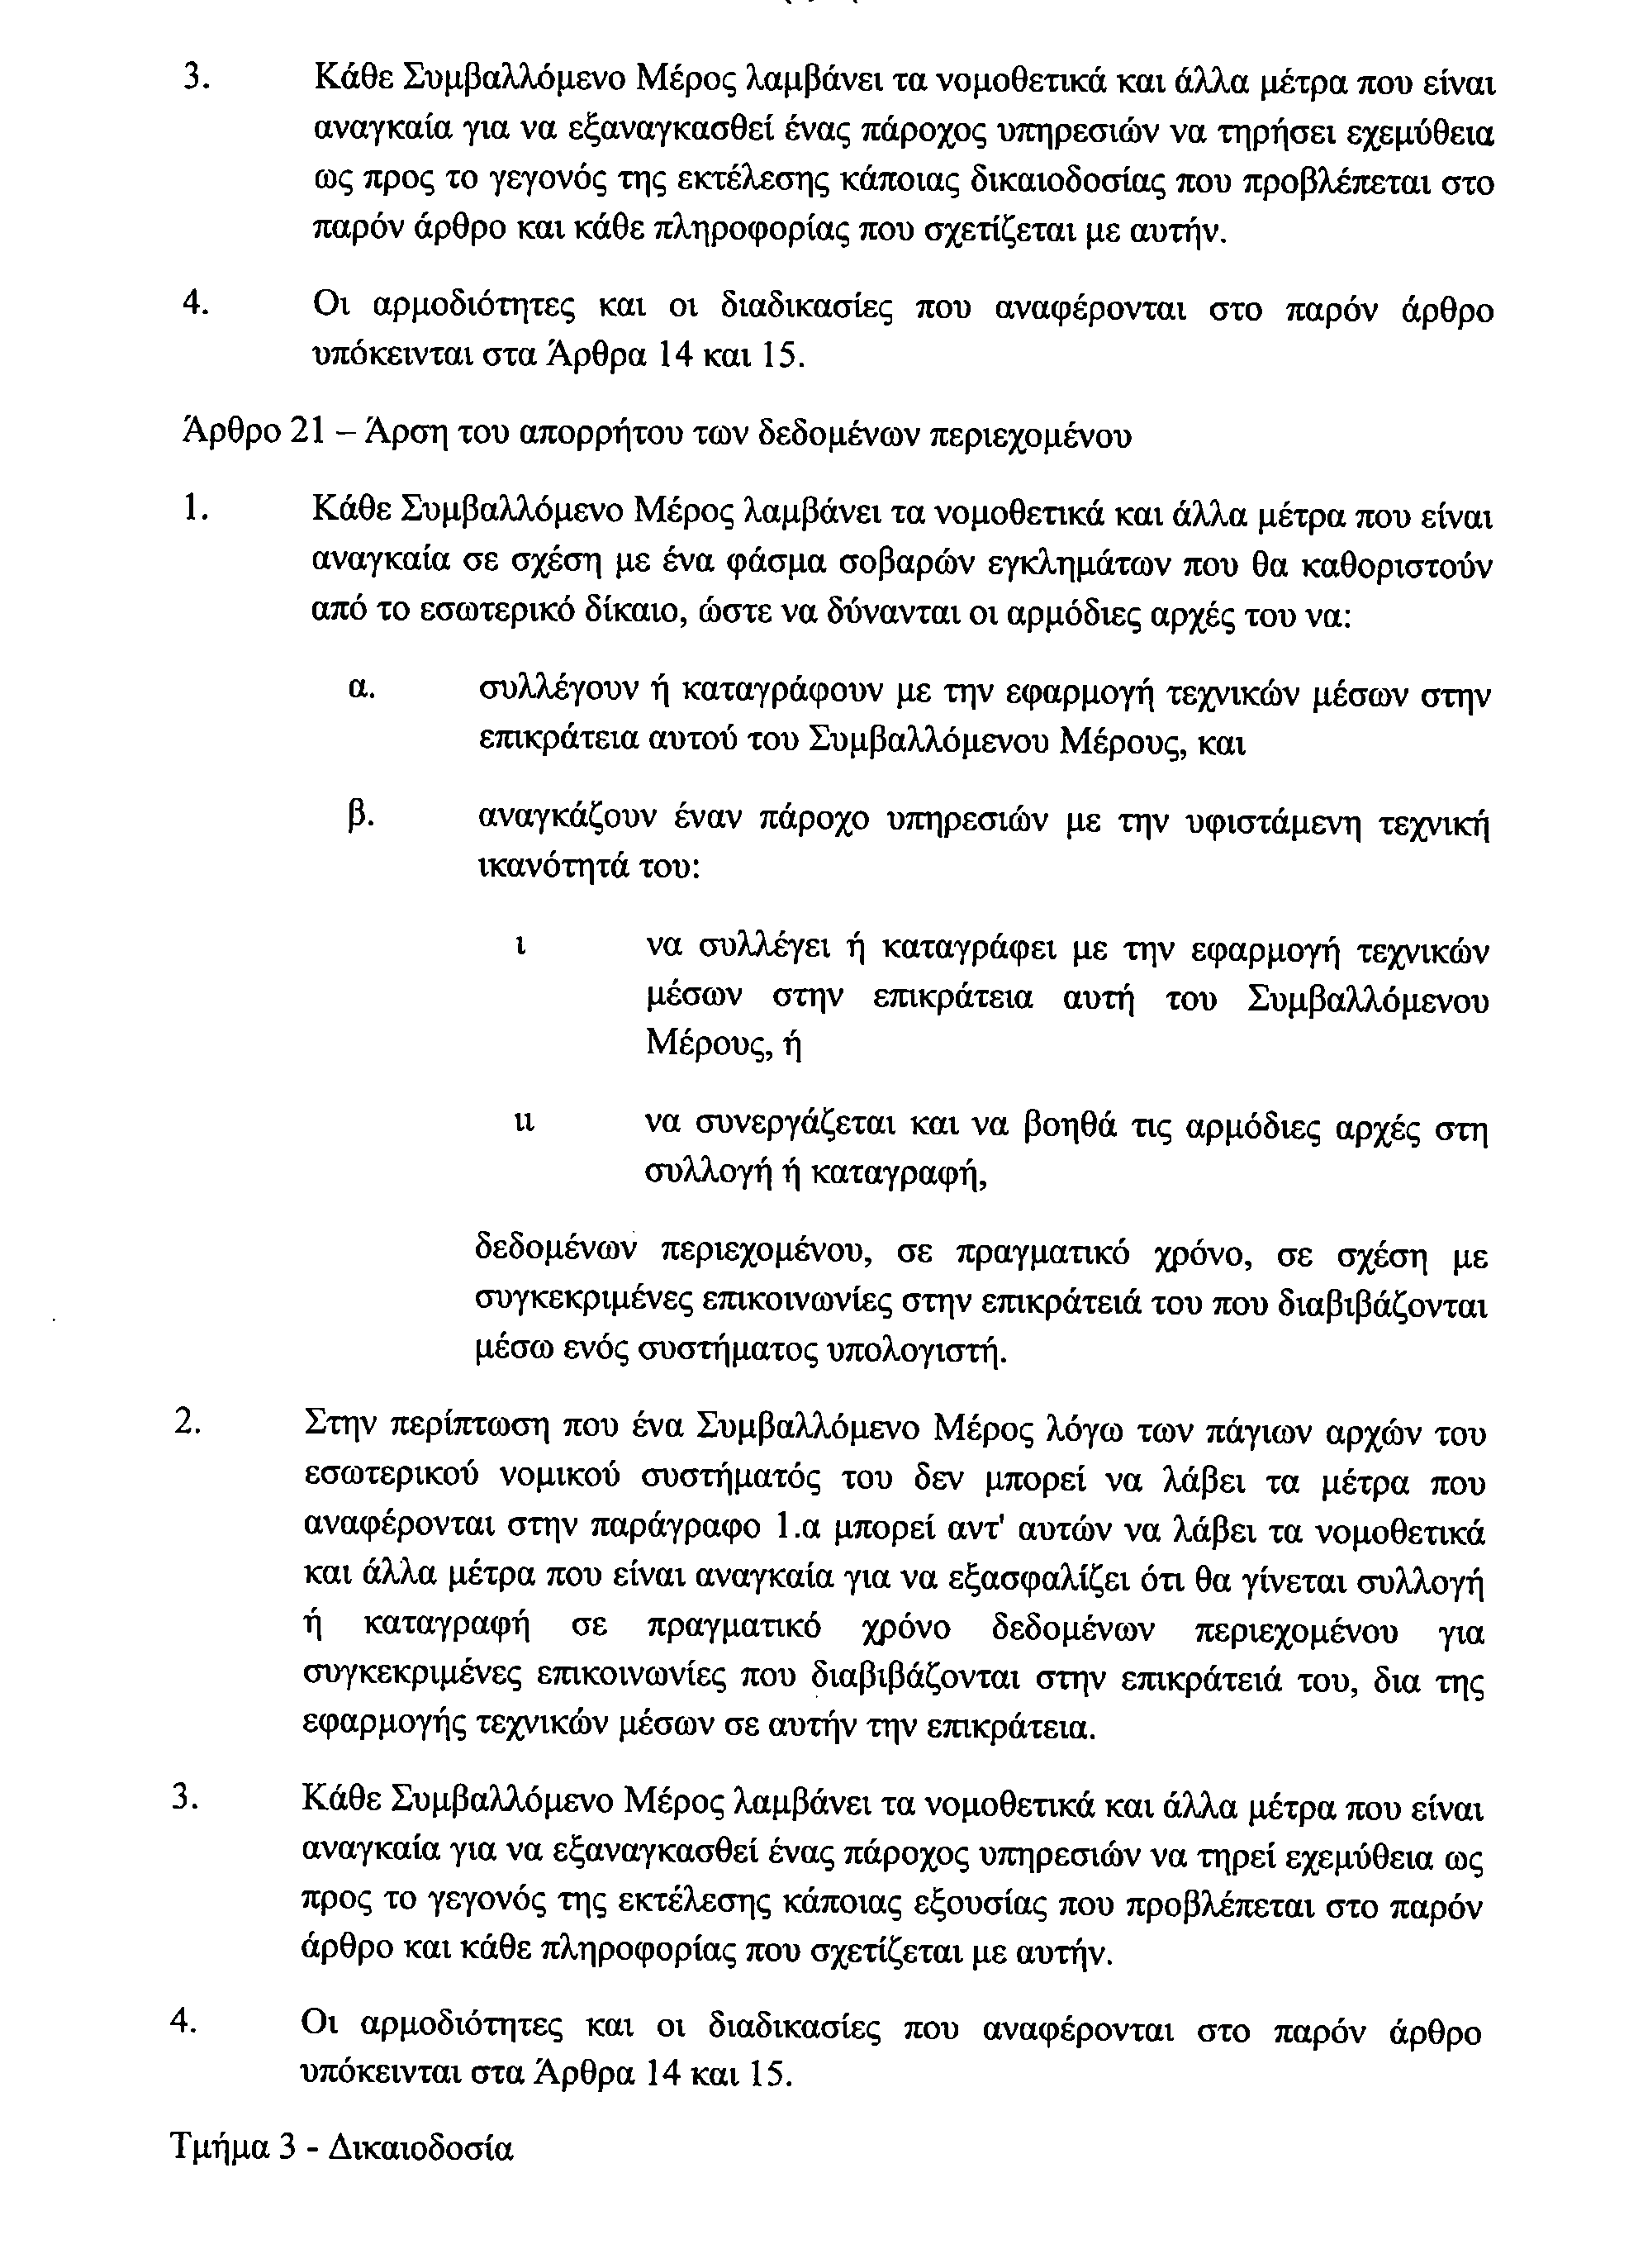 3. Κάθε Συμβαλλόμενο Μέρος λαμβάνει τα νομοθετικά και άλλα μέτρα που είναι
αναγκαία για να εξαναγκασθεί ένας πάροχος υπηρεσιών να τηρήσει εχεμύθεια
ως προς το γεγονός της εκτέλεσης κάποιας δικαιοδοσίας που προβλέπεται στο
παρόν άρθρο και κάθε πληροφορίας που σχετίζεται με αυτήν.
4. Οι αρμοδιότητες και οι διαδικασίες που αναφέρονται στο παρόν άρθρο
υπόκεινται στα Άρθρα 14 και 15.
Άρθρο 21 – Άρση του απορρήτου των δεδομένων περιεχομένου
1. Κάθε Συμβαλλόμενο Μέρος λαμβάνει τα νομοθετικά και άλλα μέτρα που είναι
αναγκαία σε σχέση με ένα φάσμα σοβαρών εγκλημάτων που θα καθοριστούν
από το εσωτερικό δίκαιο, ώστε να δύνανται οι αρμόδιες αρχές του να:
α. συλλέγουν ή καταγράφουν με την εφαρμογή τεχνικών μέσων στην
επικράτεια αυτού του Συμβαλλόμενου Μέρους, και
β. αναγκάζουν έναν πάροχο υπηρεσιών με την υφιστάμενη τεχνική
ικανότητά του:
ι να συλλέγει ή καταγράφει με την εφαρμογή τεχνικών
μέσων στην επικράτεια αυτή του Συμβαλλόμενου
Μέρους, ή
ιι να συνεργάζεται και να βοηθά τις αρμόδιες αρχές στη
συλλογή ή καταγραφή,
δεδομένων περιεχομένου, σε πραγματικό χρόνο, σε σχέση με
συγκεκριμένες επικοινωνίες στην επικράτειά του που διαβιβάζονται
μέσω ενός συστήματος υπολογιστή.
2. Στην περίπτωση που ένα Συμβαλλόμενο Μέρος λόγω των πάγιων αρχών του
εσωτερικού νομικού συστήματός του δεν μπορεί να λάβει τα μέτρα που
αναφέρονται στην παράγραφο 1.α μπορεί αντ' αυτών να λάβει τα νομοθετικά
και άλλα μέτρα που είναι αναγκαία για να εξασφαλίζει ότι θα γίνεται συλλογή
ή καταγραφή σε πραγματικό χρόνο δεδομένων περιεχομένου για
συγκεκριμένες επικοινωνίες που διαβιβάζονται στην επικράτειά του, δια της
εφαρμογής τεχνικών μέσων σε αυτήν την επικράτεια.
3. Κάθε Συμβαλλόμενο Μέρος λαμβάνει τα νομοθετικά και άλλα μέτρα που είναι
αναγκαία για να εξαναγκασθεί ένας πάροχος υπηρεσιών να τηρεί εχεμύθεια ως
προς το γεγονός της εκτέλεσης κάποιας εξουσίας που προβλέπεται στο παρόν
άρθρο και κάθε πληροφορίας που σχετίζεται με αυτήν.
4. Οι αρμοδιότητες και οι διαδικασίες που αναφέρονται στο παρόν άρθρο
υπόκεινται στα Άρθρα 14 και 15.
Τμήμα 3 - Δικαιοδοσία